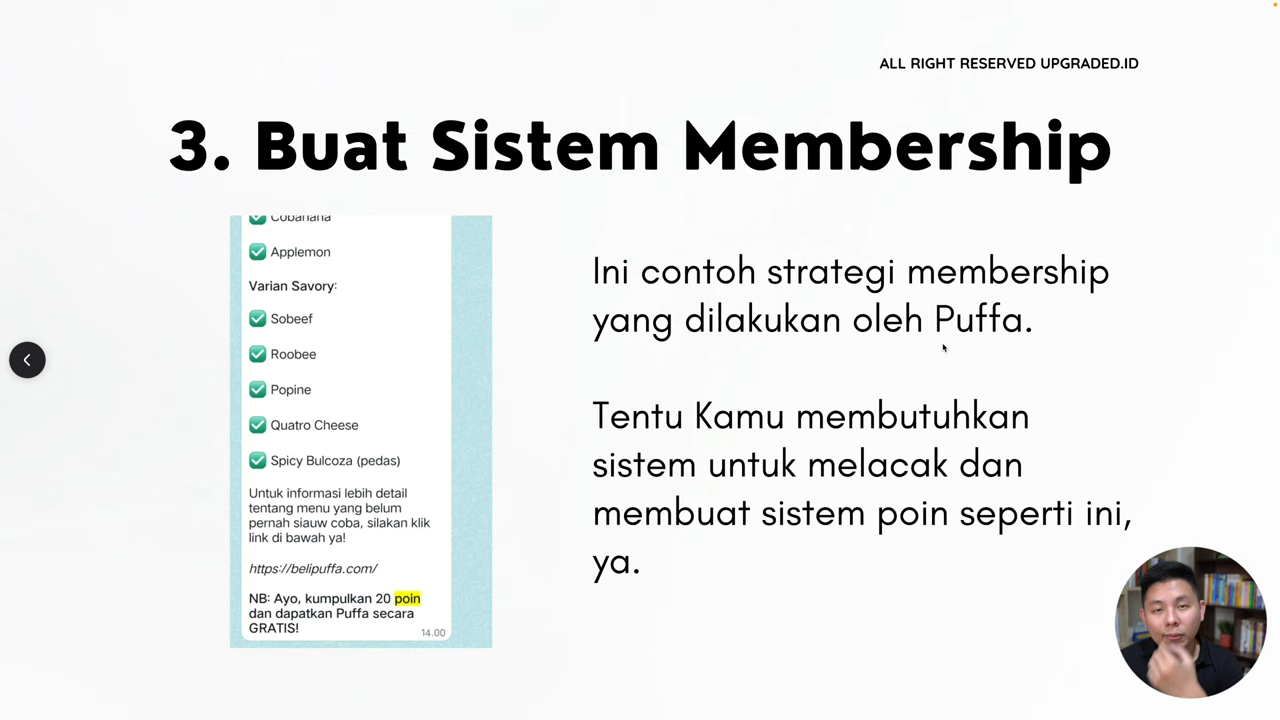 ALL RIGHT RESERVED UPGRADED.ID
3. Buat Sistem Membership
Cobanana
Applemon
Varian Savory:
Sobeef
Roobee
Popine
Quatro Cheese
Spicy Bulcoza (pedas)
Untuk informasi lebih detail
tentang menu yang belum
pernah siauw coba, silakan klik
link di bawah ya!
https://belipuffa.com/
NB: Ayo, kumpulkan 20 poin
dan dapatkan Puffa secara
GRATIS!
14.00
Ini contoh strategi membership
yang dilakukan oleh Puffa.
Tentu Kamu membutuhkan
sistem untuk melacak dan
membuat sistem poin seperti ini,
ya.